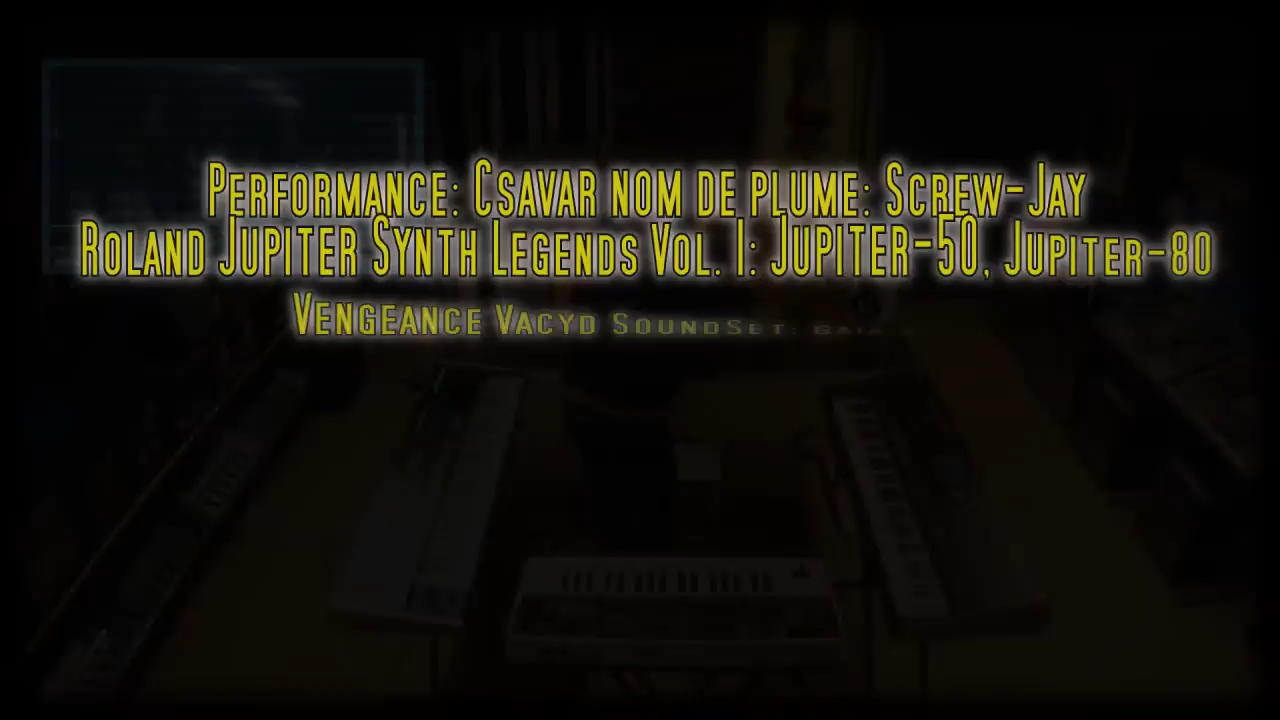 Performance: Csavar nom de plume: Screw-Jay
Roland Jupiter Synth Legends Vol. 1: Jupiter-50, Jupiter-80
Vengeance Vacyd SoundSet: Gaia